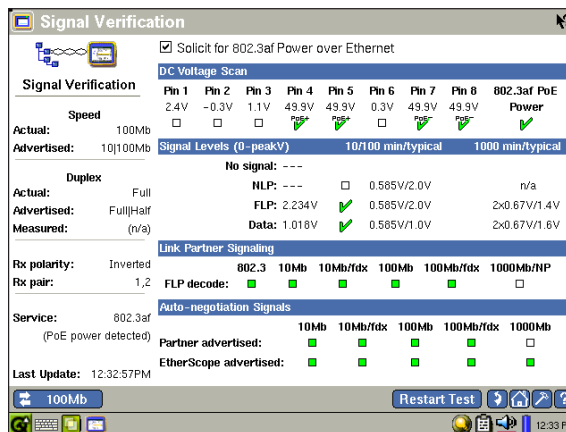 Signal Verification
Solicit for 802.3af Power over Ethernet
Signal Verification
Speed
Actual: 100Mb
Advertised: 10|100Mb
Duplex
Actual: Full
Advertised: Full|Half
Measured: (n/a)
Rx polarity: Inverted
Rx pair: 1,2
Service: 802.3af
(PoE power detected)
Last Update: 12:32:57PM
DC Voltage Scan
Pin 1 Pin 2 Pin 3 Pin 4 Pin 5 Pin 6 Pin 7 Pin 8 802.3af PoE
2.4V -0.3V 1.1V 49.9V 49.9V 0.3V 49.9V 49.9V Power
PoE+ PoE+ PoE- PoE-
Signal Levels (0-peakV) 10/100 min/typical 1000 min/typical
No signal: ---
NLP: --- 0.585V/2.0V n/a
FLP: 2.234V 0.585V/2.0V 2x0.67V/1.4V
Data: 1.018V 0.585V/1.0V 2x0.67V/1.6V
Link Partner Signaling
802.3 10Mb 10Mb/fdx 100Mb 100Mb/fdx 1000Mb/NP
FLP decode:
Auto-negotiation Signals
10Mb 10Mb/fdx 100Mb 100Mb/fdx 1000Mb
Partner advertised:
EtherScope advertised:
100Mb Restart Test ?
12:33 P